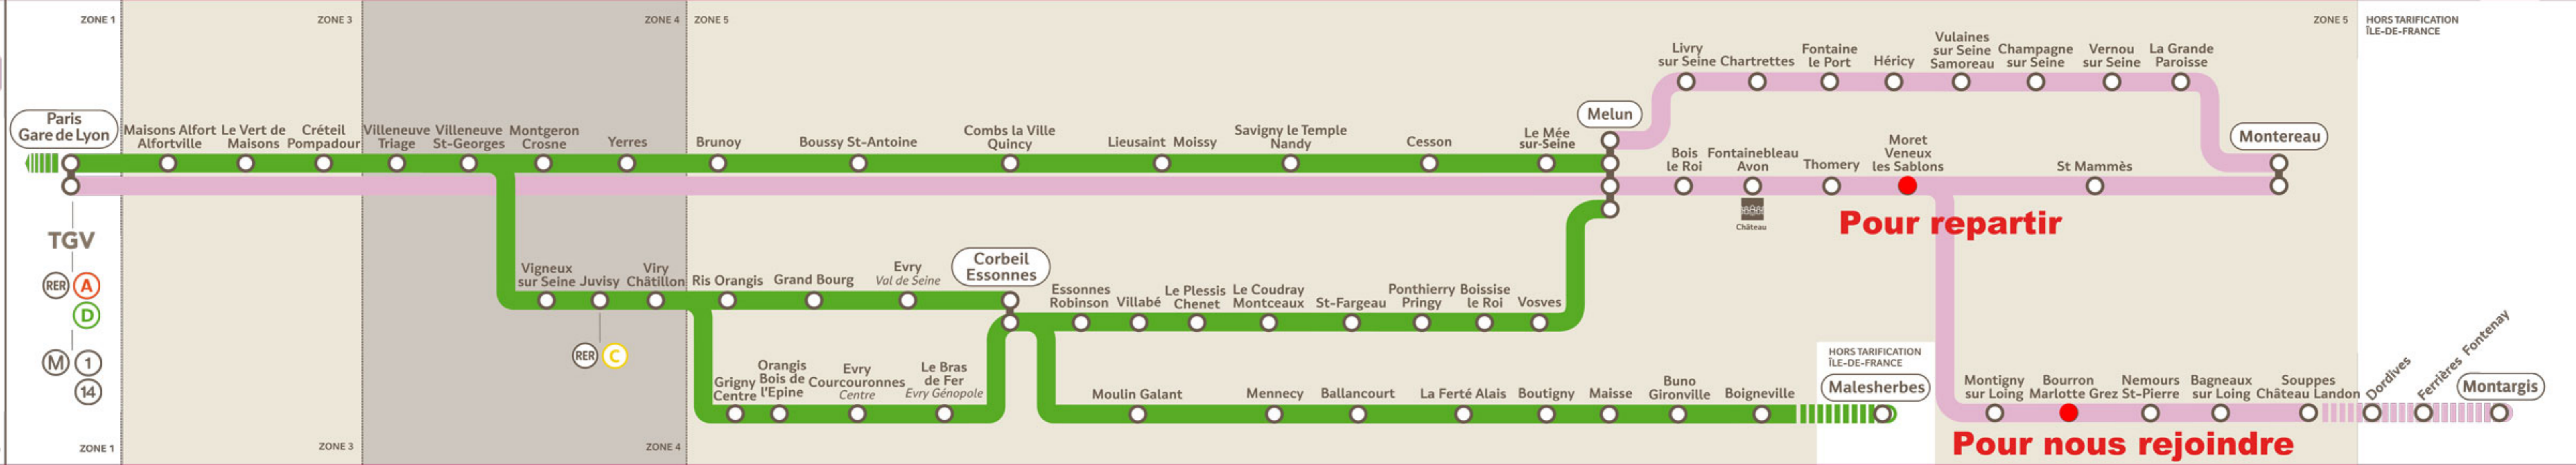 ZONE 1
ZONE 3
ZONE 4
ZONE 5
ZONE 5
HORS TARIFICATION
ÎLE-DE-FRANCE
Paris
Gare de Lyon
Maisons Alfort
Alfortville
Le Vert de
Maisons
Créteil
Pompadour
Villeneuve
Triage
Villeneuve
St-Georges
Montgeron
Crosne
Yerres
Brunoy
Boussy St-Antoine
Combs la Ville
Quincy
Lieusaint Moissy
Savigny le Temple
Nandy
Cesson
Le Mée
sur-Seine
Melun
Livry
sur Seine
Chartrettes
Fontaine
le Port
Héricy
Vulaines
sur Seine
Samoreau
Champagne
sur Seine
Vernou
sur Seine
La Grande
Paroisse
Montereau
Bois
le Roi
Fontainebleau
Avon
Château
Thomery
Moret
Veneux
les Sablons
St Mammès
Pour repartir
TGV
RER A
D
M 1
14
Vigneux
sur Seine
Juvisy
RER C
Viry
Châtillon
Ris Orangis
Grand Bourg
Evry
Val de Seine
Corbeil
Essonnes
Essonnes
Robinson
Villabé
Le Plessis
Chenet
Le Coudray
Montceaux
St-Fargeau
Ponthierry
Pringy
Boissise
le Roi
Vosves
Grigny
Centre
Orangis
Bois de
l'Epine
Evry
Courcouronnes
Centre
Le Bras
de Fer
Evry Génopole
Moulin Galant
Mennecy
Ballancourt
La Ferté Alais
Boutigny
Maisse
Buno
Gironville
Boigneville
HORS TARIFICATION
ÎLE-DE-FRANCE
Malesherbes
Montigny
sur Loing
Bourron
Marlotte Grez
Nemours
St-Pierre
Bagneaux
sur Loing
Souppes
Château Landon
Dordives
Ferrières Fontenay
Montargis
Pour nous rejoindre
ZONE 1
ZONE 3
ZONE 4